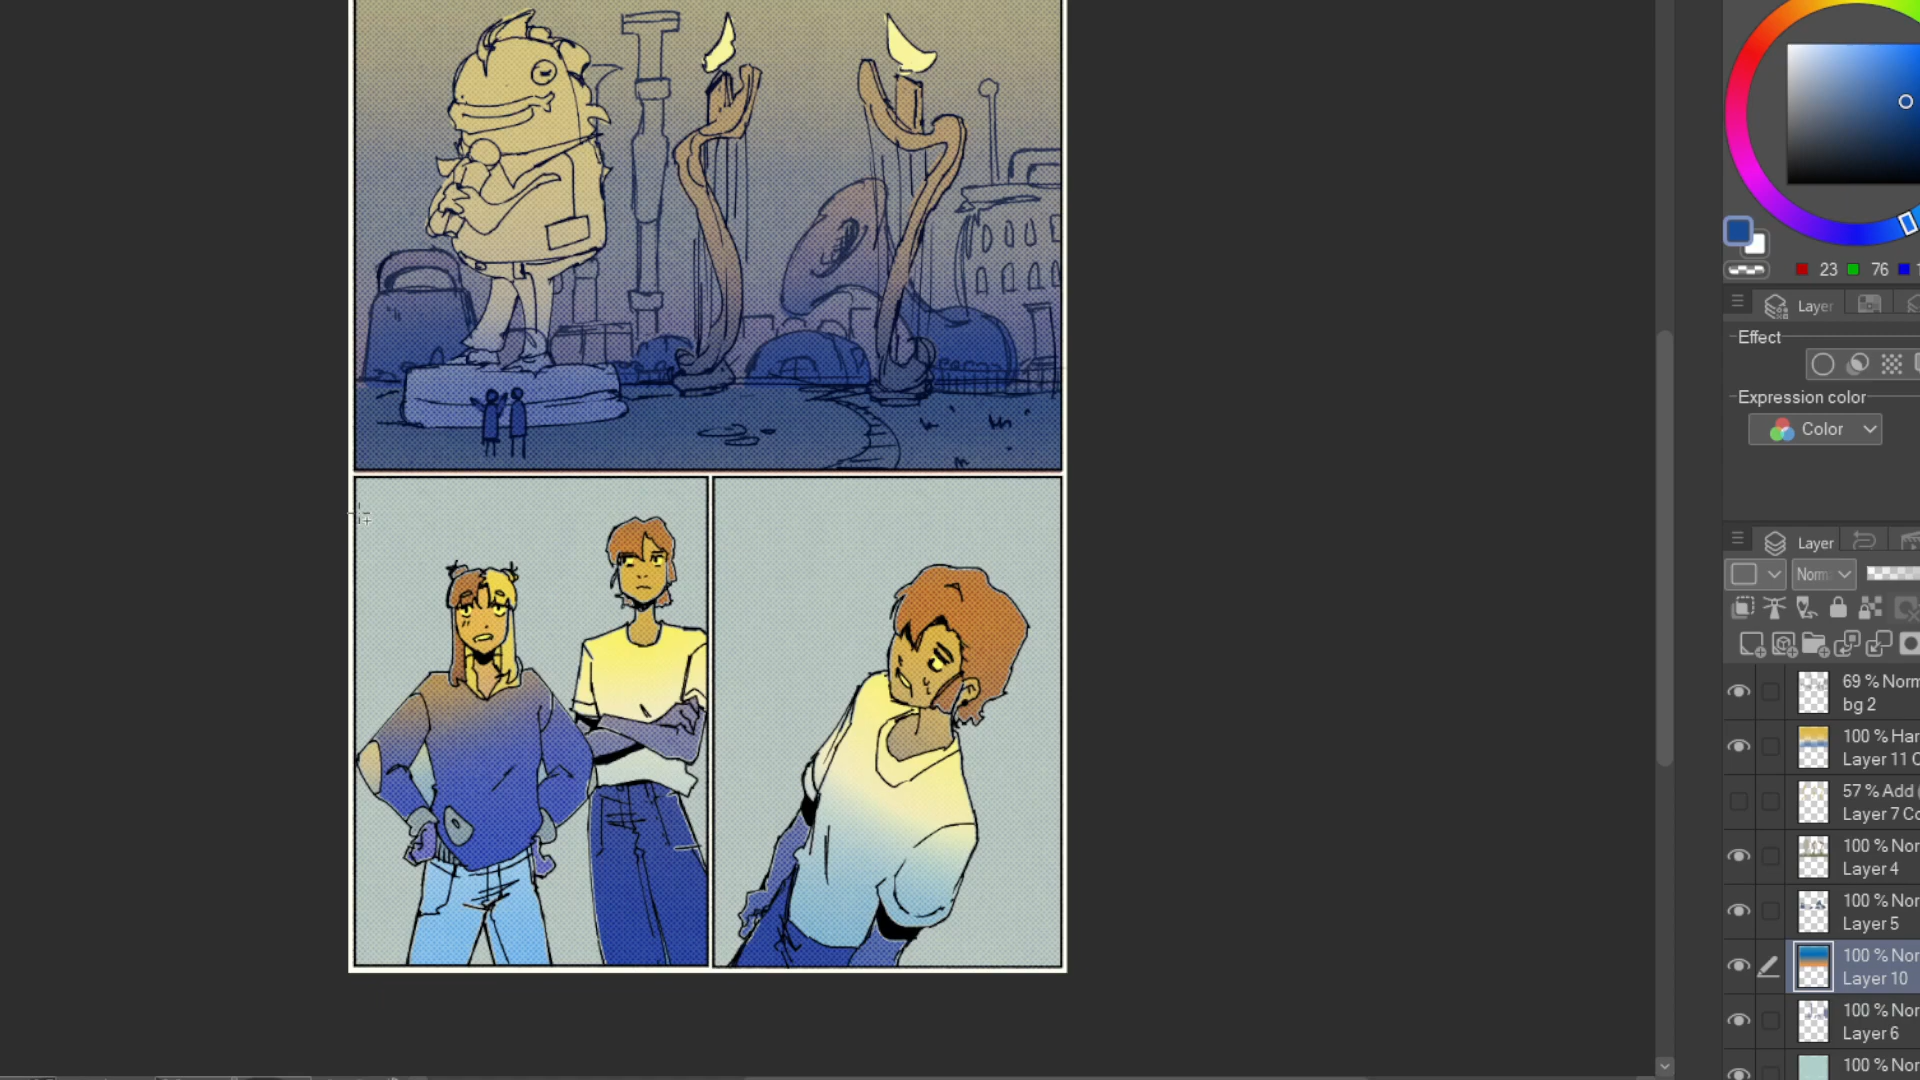 23 76
Layer
Effect
Expression color
Color
Layer
Norm
69 % Norm
bg 2
100 % Har
Layer 11 C
57 % Add (
Layer 7 Co
100 % Nor
Layer 4
100 % Nor
Layer 5
100 % Nor
Layer 10
100 % Nor
Layer 6
100 % Nor